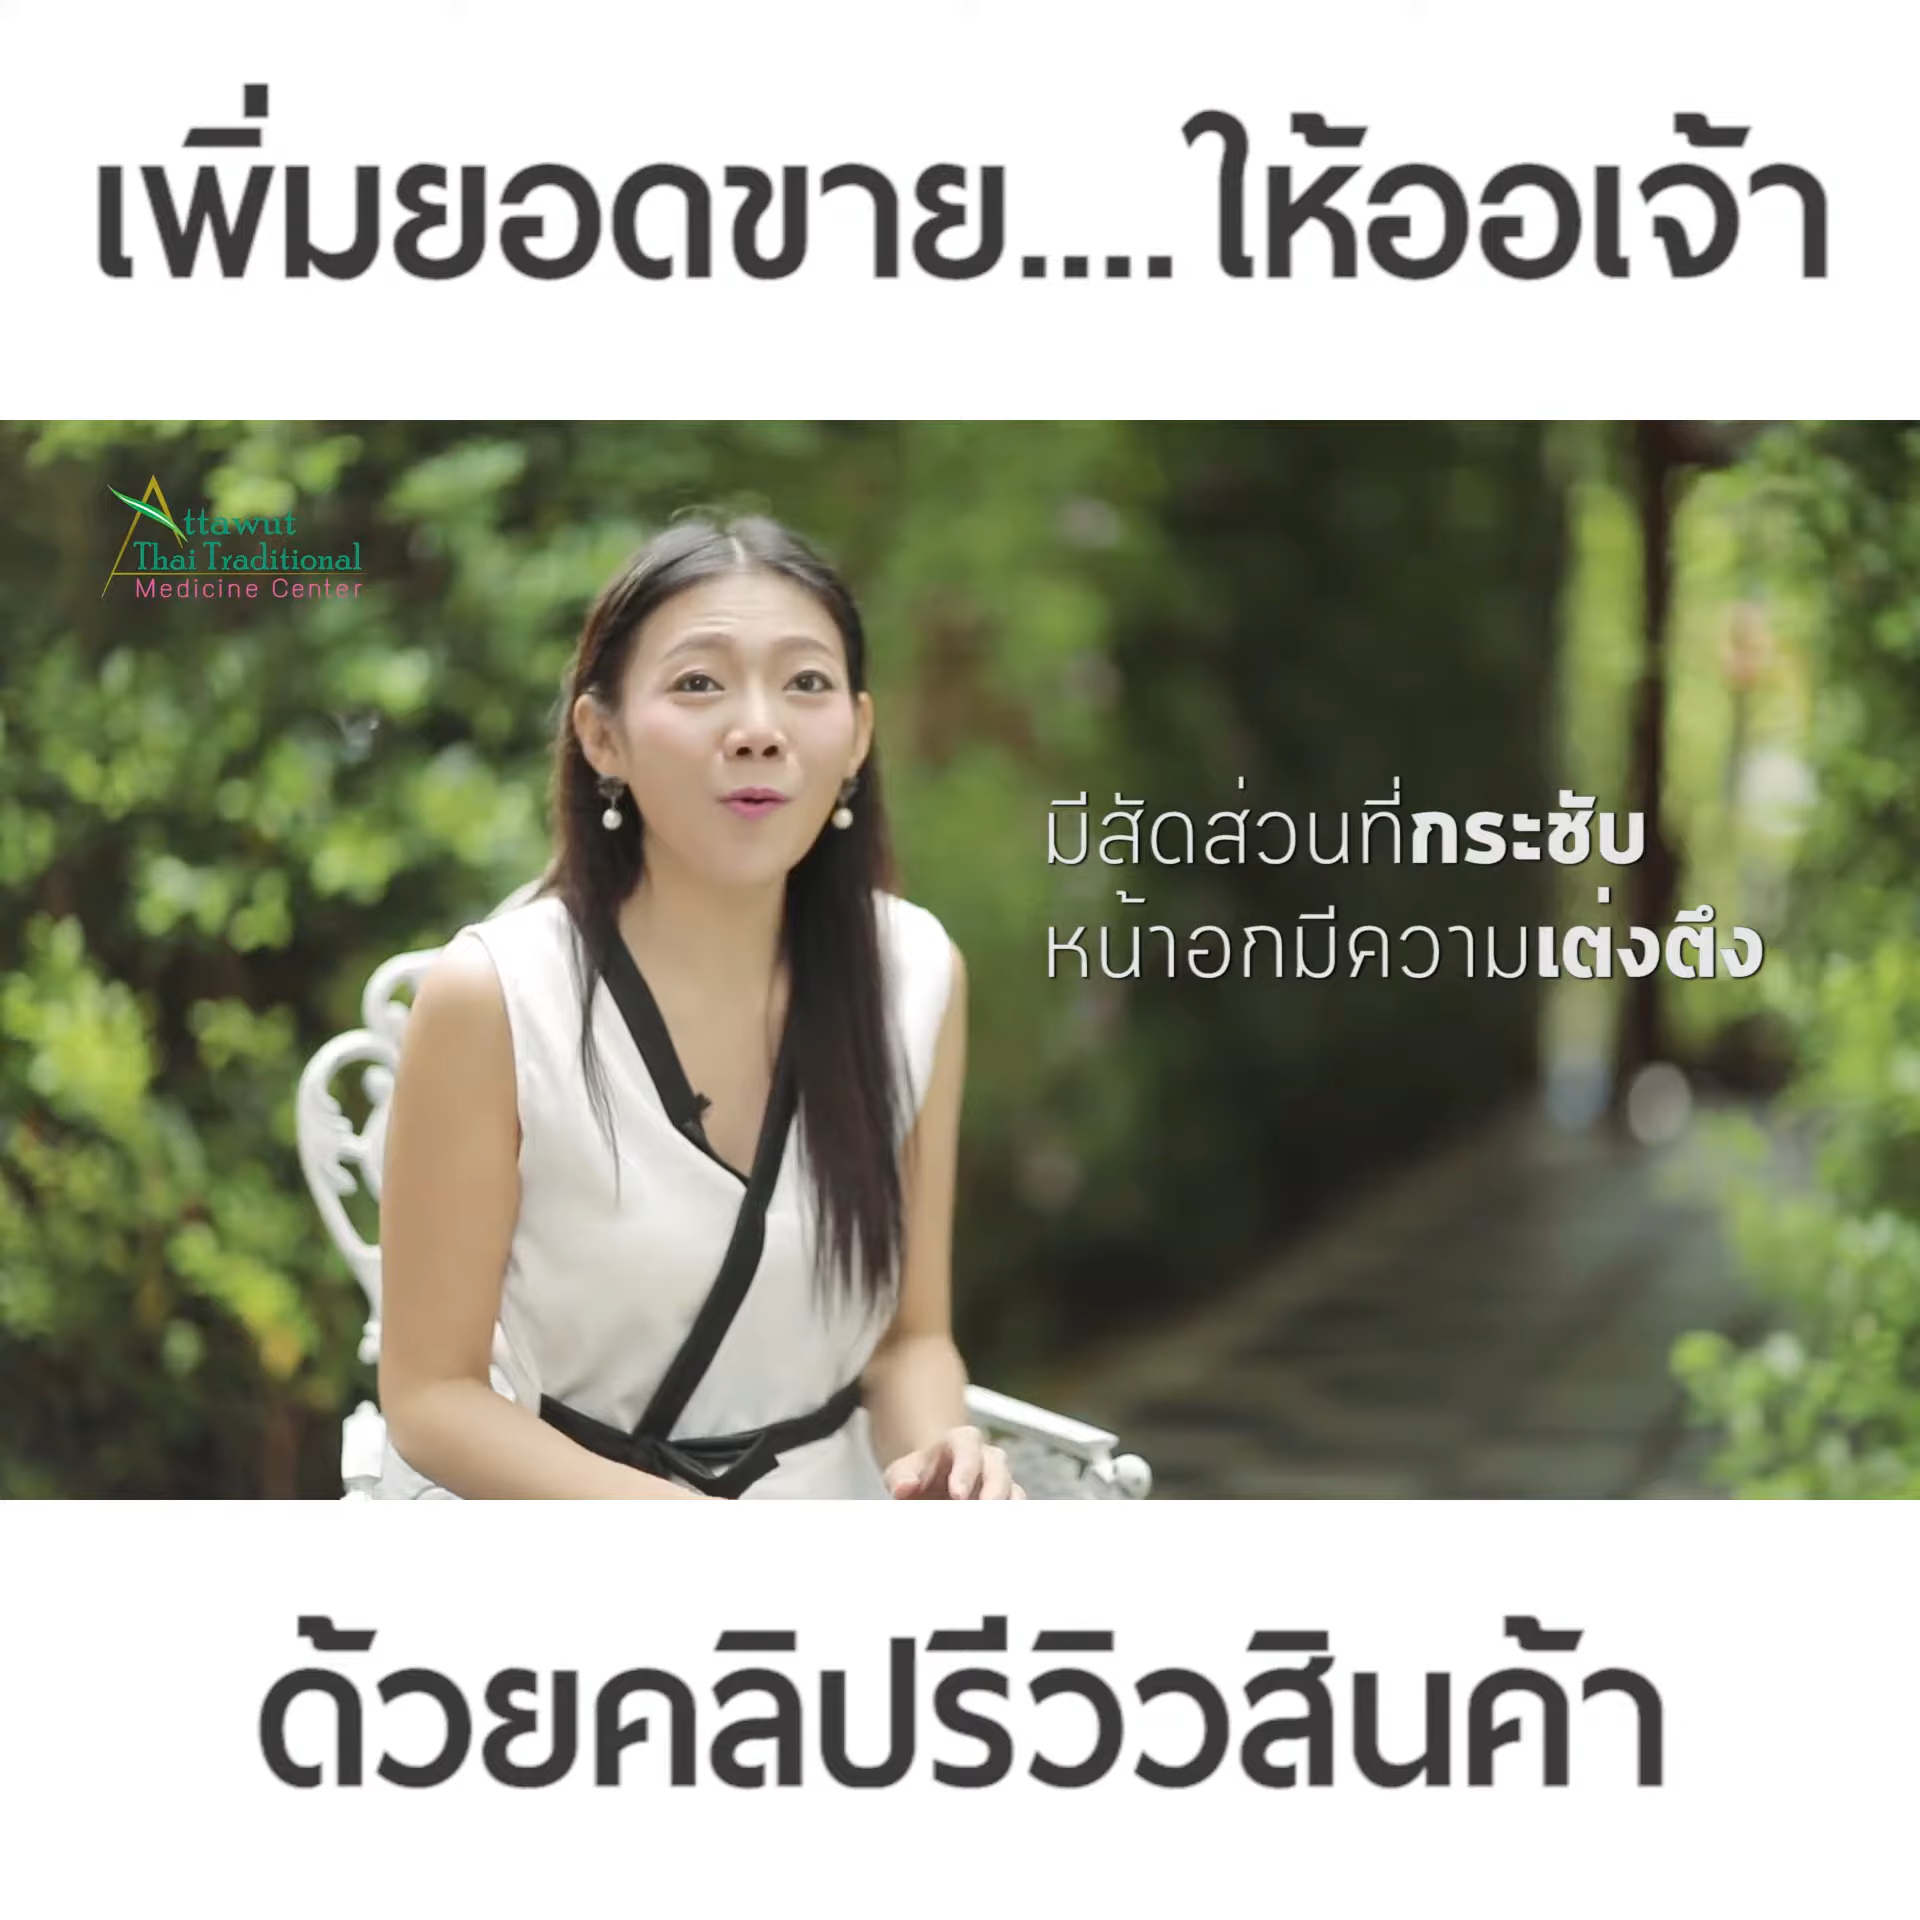 เพิ่มยอดขาย....ให้ออเจ้า
Attawut
Thai Traditional
Medicine Center
มีสัดส่วนที่กระชับ
หน้าอกมีความเต่งตึง
ด้วยคลิปรีวิวสินค้า